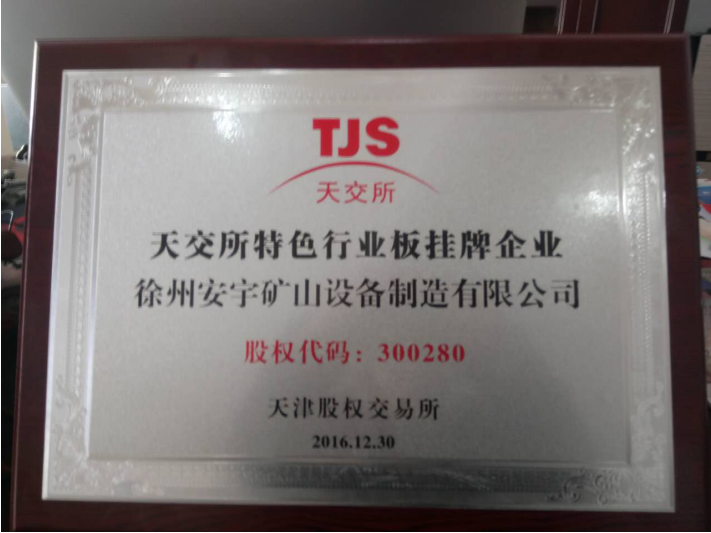 TJS
天交所
天交所特色行业板挂牌企业
徐州安宇矿山设备制造有限公司
股权代码：300280
天津股权交易所
2016.12.30